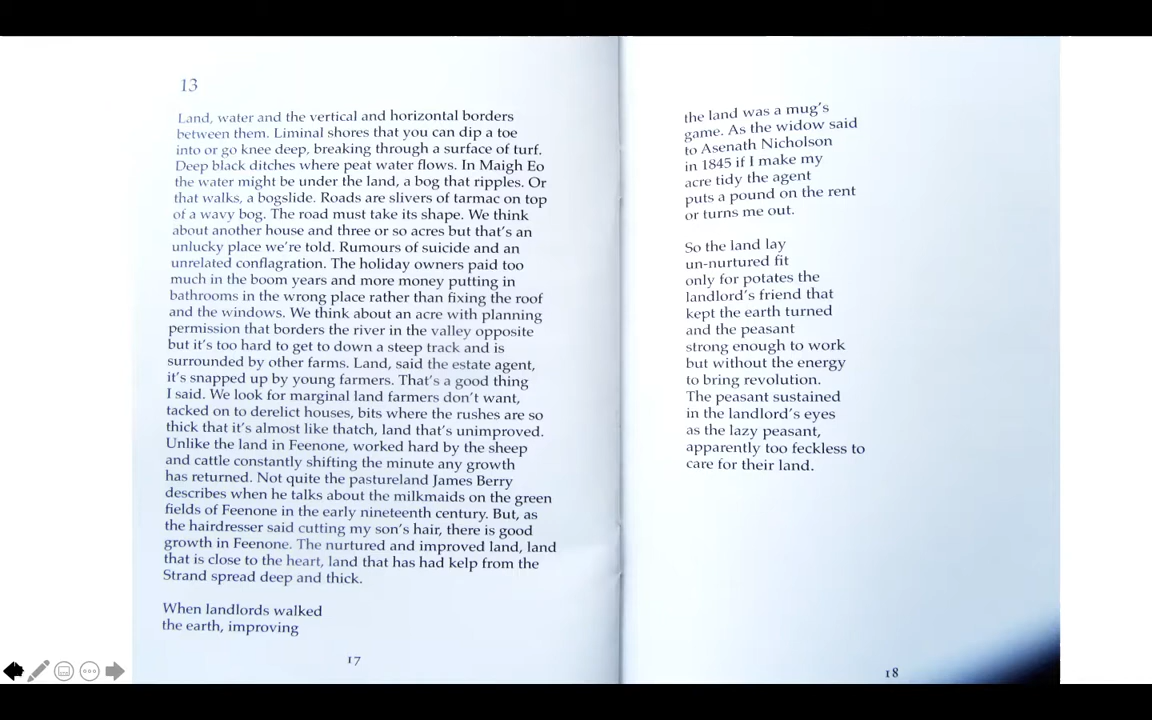 13
Land, water and the vertical and horizontal borders
between them. Liminal shores that you can dip a toe
into or go knee deep, breaking through a surface of turf.
Deep black ditches where peat water flows. In Maigh Eo
the water might be under the land, a bog that ripples. Or
that walks, a bogslide. Roads are slivers of tarmac on top
of a wavy bog. The road must take its shape. We think
about another house and three or so acres but that's an
unlucky place we're told. Rumours of suicide and an
unrelated conflagration. The holiday owners paid too
much in the boom years and more money putting in
bathrooms in the wrong place rather than fixing the roof
and the windows. We think about an acre with planning
permission that borders the river in the valley opposite
but it's too hard to get to down a steep track and is
surrounded by other farms. Land, said the estate agent,
it's snapped up by young farmers. That's a good thing
I said. We look for marginal land farmers don't want,
tacked on to derelict houses, bits where the rushes are so
thick that it's almost like thatch, land that's unimproved.
Unlike the land in Feenone, worked hard by the sheep
and cattle constantly shifting the minute any growth
has returned. Not quite the pastureland James Berry
describes when he talks about the milkmaids on the green
fields of Feenone in the early nineteenth century. But, as
the hairdresser said cutting my son's hair, there is good
growth in Feenone. The nurtured and improved land, land
that is close to the heart, land that has had kelp from the
Strand spread deep and thick.
When landlords walked
the earth, improving
17
the land was a mug's
game. As the widow said
to Asenath Nicholson
in 1845 if I make my
acre tidy the agent
puts a pound on the rent
or turns me out.
So the land lay
un-nurtured fit
only for potates the
landlord's friend that
kept the earth turned
and the peasant
strong enough to work
but without the energy
to bring revolution.
The peasant sustained
in the landlord's eyes
as the lazy peasant,
apparently too feckless to
care for their land.
18